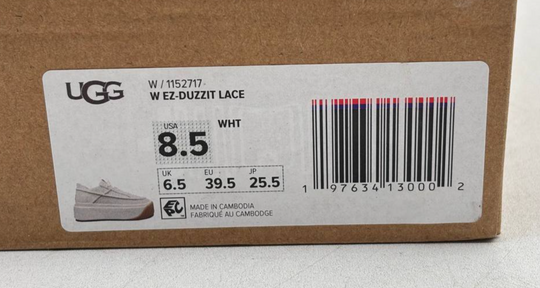 UGG
W / 1152717
W EZ-DUZZIT LACE
USA
8.5
WHT
UK EU JP
6.5 39.5 25.5
MADE IN CAMBODIA
FABRIQUÉ AU CAMBODGE
1 97634 13000 2